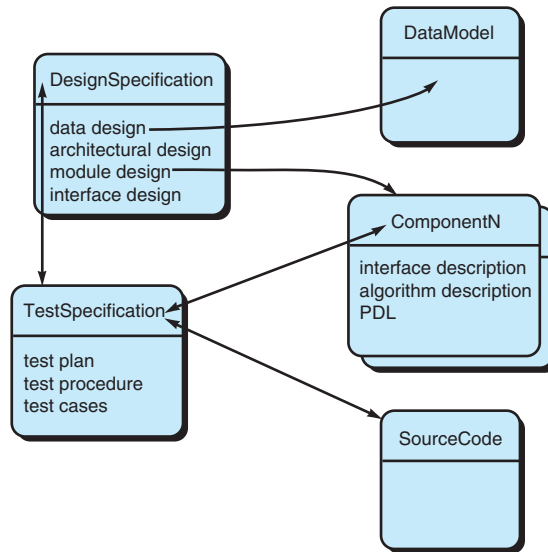 DesignSpecification
data design
architectural design
module design
interface design
DataModel
ComponentN
interface description
algorithm description
PDL
TestSpecification
test plan
test procedure
test cases
SourceCode